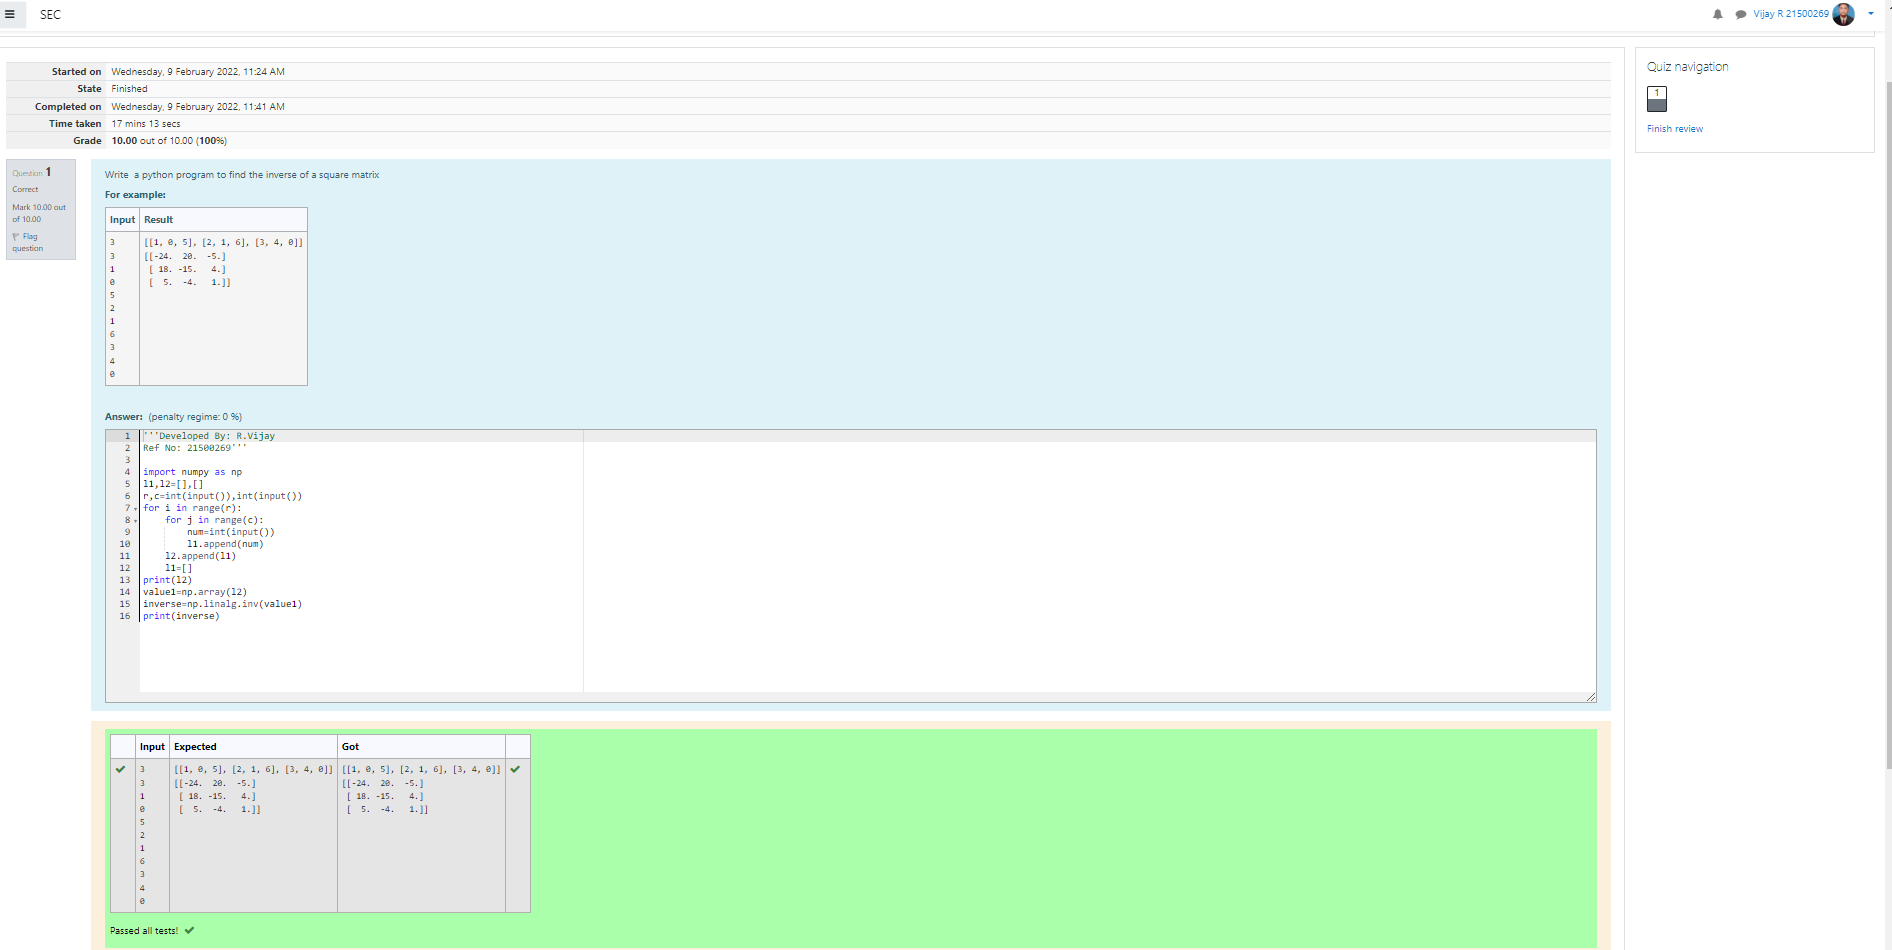 SEC
Vijay R 21500269
Started on Wednesday, 9 February 2022, 11:24 AM
State Finished
Completed on Wednesday, 9 February 2022, 11:41 AM
Time taken 17 mins 13 secs
Grade 10.00 out of 10.00 (100%)
Quiz navigation
1
Finish review
Question 1
Correct
Mark 10.00 out
of 10.00
Flag
question
Write a python program to find the inverse of a square matrix
For example:
Input Result
3 [[1, 0, 5], [2, 1, 6], [3, 4, 0]]
3 [[-24. 20. -5.]
1 [ 18. -15. 4.]
0 [ 5. -4. 1.]]
5
2
1
6
3
4
0
Answer: (penalty regime: 0 %)
1 '''Developed By: R.Vijay
2 Ref No: 21500269'''
3
4 import numpy as np
5 l1,l2=[],[]
6 r,c=int(input()),int(input())
7 for i in range(r):
8 for j in range(c):
9 num=int(input())
10 l1.append(num)
11 l2.append(l1)
12 l1=[]
13 print(l2)
14 value1=np.array(l2)
15 inverse=np.linalg.inv(value1)
16 print(inverse)
Input Expected Got
3 [[1, 0, 5], [2, 1, 6], [3, 4, 0]] [[1, 0, 5], [2, 1, 6], [3, 4, 0]]
3 [[-24. 20. -5.] [[-24. 20. -5.]
1 [ 18. -15. 4.] [ 18. -15. 4.]
0 [ 5. -4. 1.]] [ 5. -4. 1.]]
5
2
1
6
3
4
0
Passed all tests!